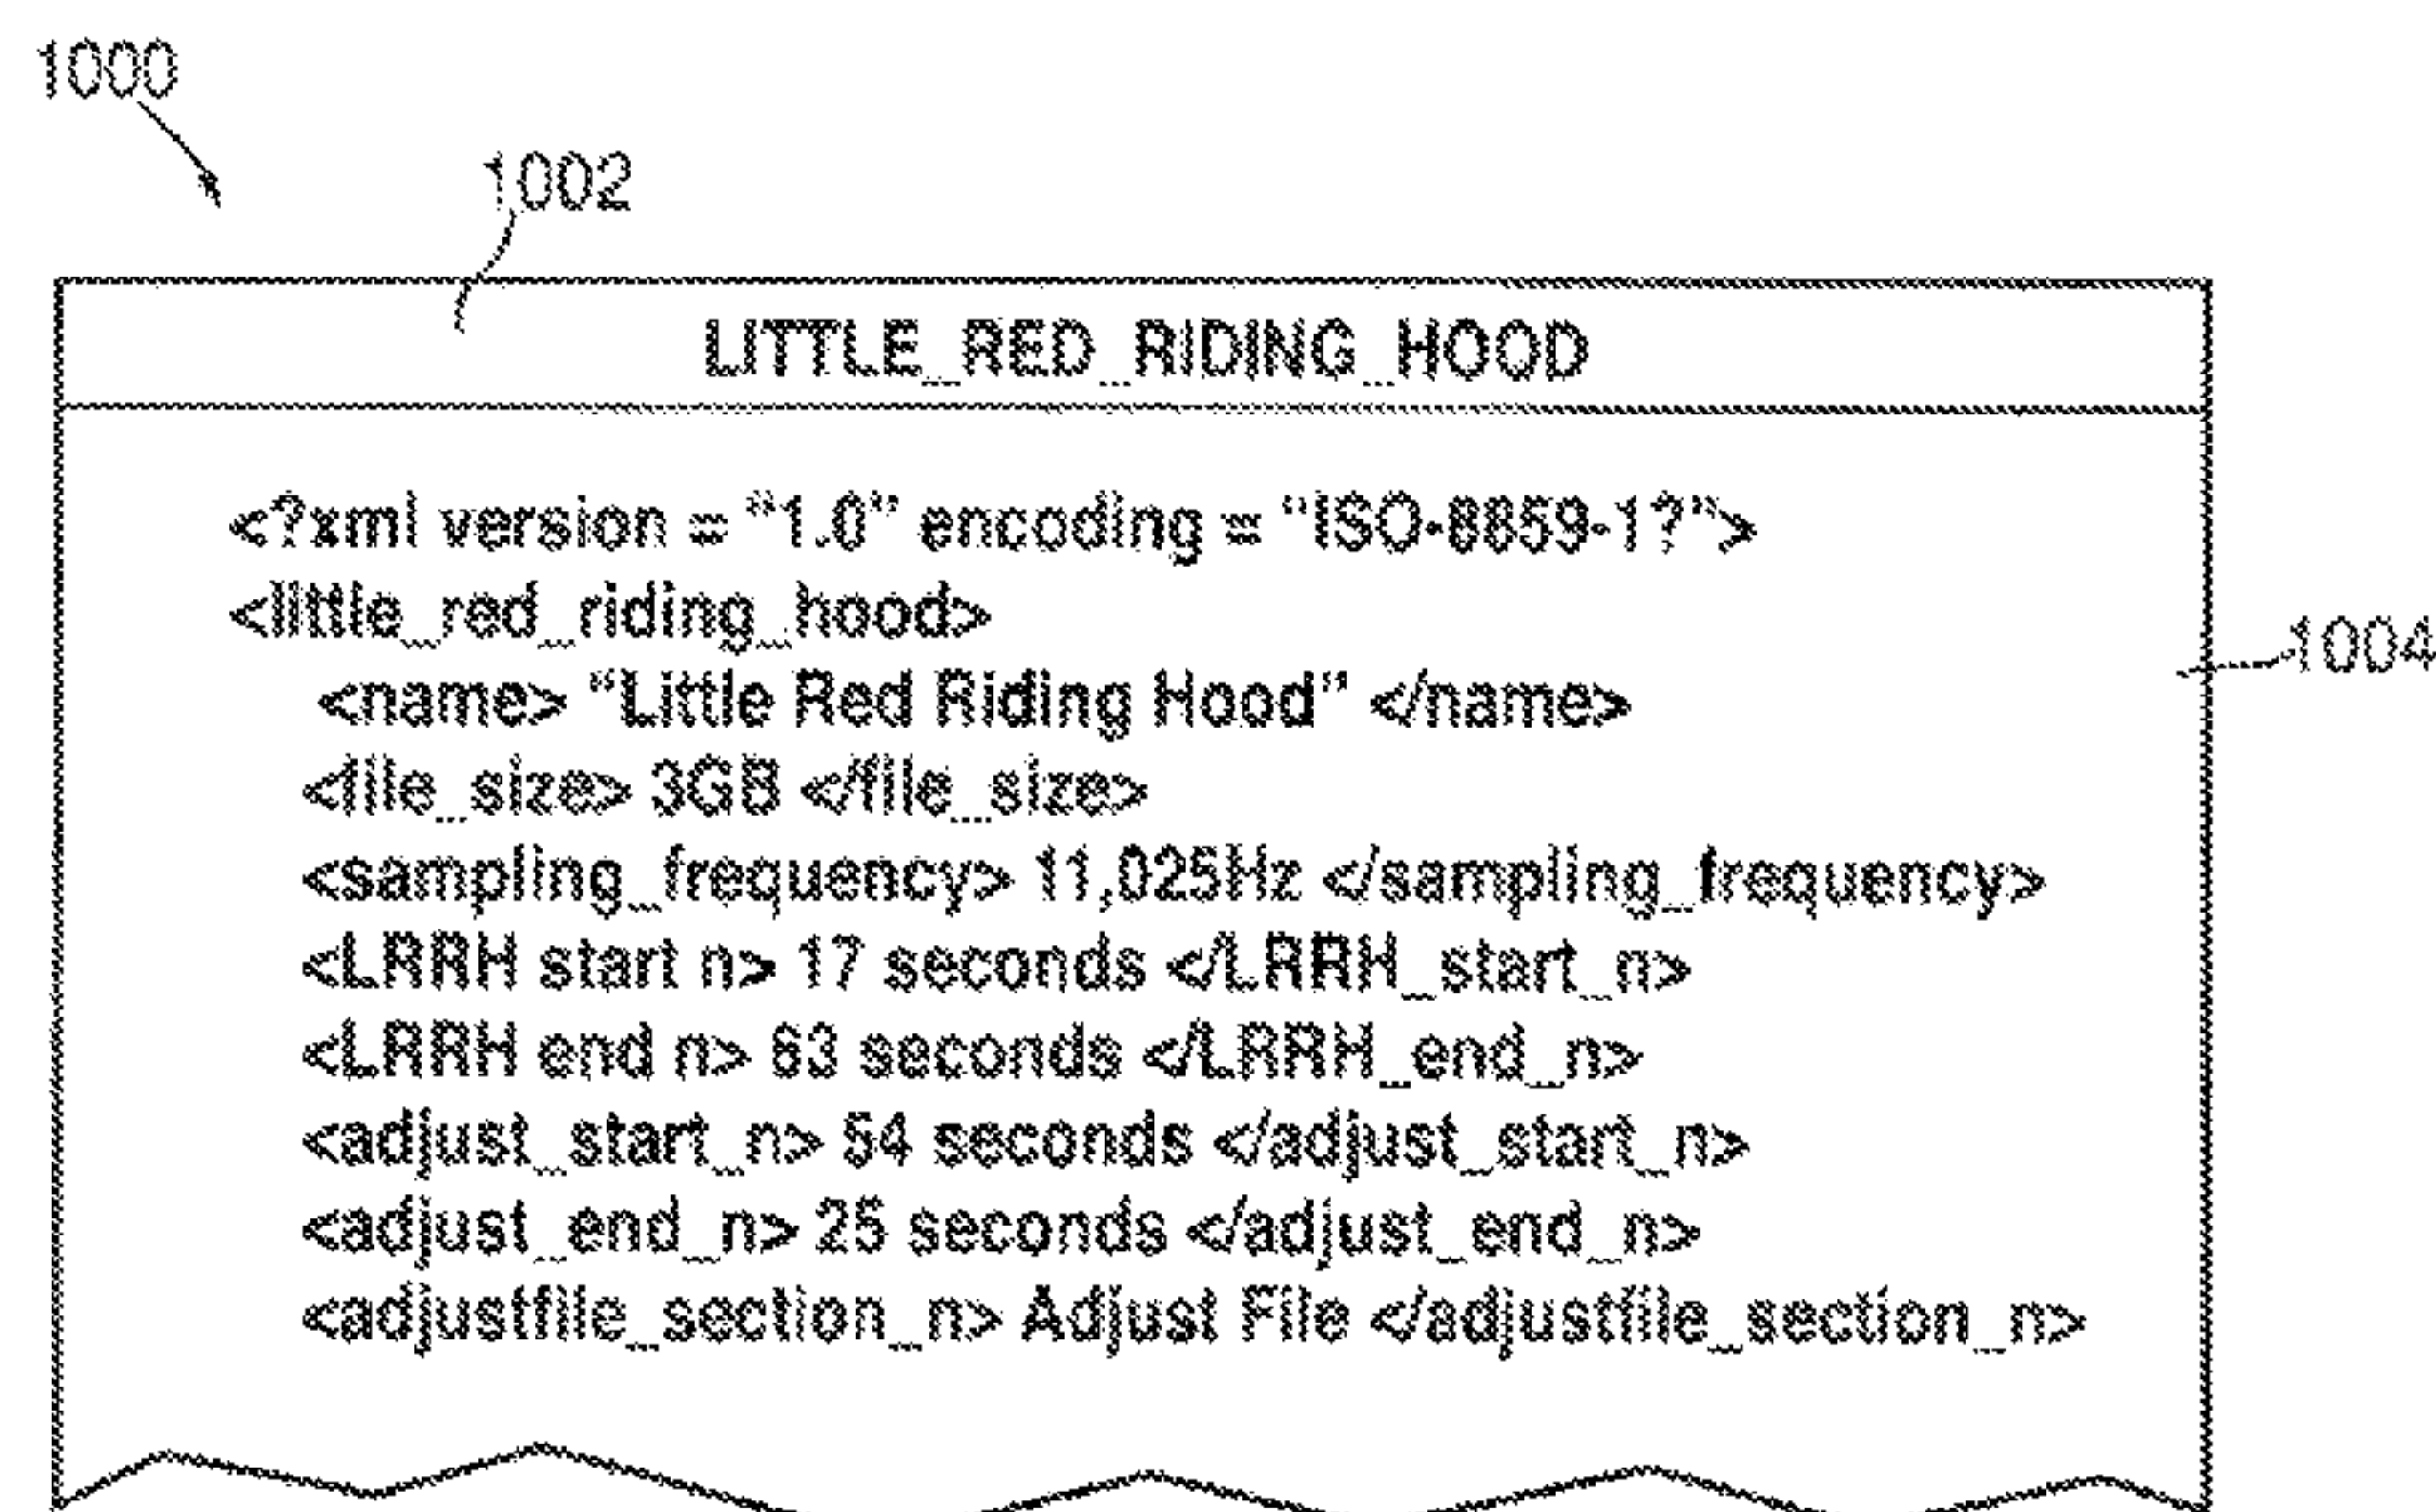 1000
1002
LITTLE_RED_RIDING_HOOD
<?xml version = “1.0” encoding = “ISO-8859-1?”>
<little_red_riding_hood>
1004
<name> “Little Red Riding Hood” </name>
<file_size> 3GB </file_size>
<sampling_frequency> 11,025Hz </sampling_frequency>
<LRRH start n> 17 seconds </LRRH_start_n>
<LRRH end n> 63 seconds </LRRH_end_n>
<adjust_start_n> 54 seconds </adjust_start_n>
<adjust_end_n> 25 seconds </adjust_end_n>
<adjustfile_section_n> Adjust File </adjustfile_section_n>